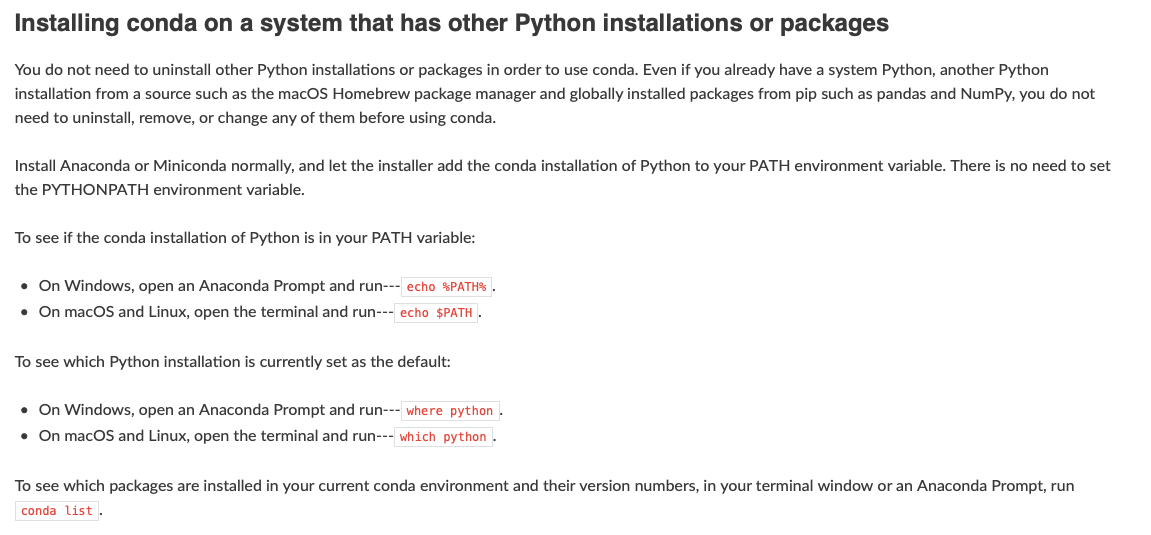 Installing conda on a system that has other Python installations or packages
You do not need to uninstall other Python installations or packages in order to use conda. Even if you already have a system Python, another Python
installation from a source such as the macOS Homebrew package manager and globally installed packages from pip such as pandas and NumPy, you do not
need to uninstall, remove, or change any of them before using conda.
Install Anaconda or Miniconda normally, and let the installer add the conda installation of Python to your PATH environment variable. There is no need to set
the PYTHONPATH environment variable.
To see if the conda installation of Python is in your PATH variable:
• On Windows, open an Anaconda Prompt and run---echo %PATH%.
• On macOS and Linux, open the terminal and run---echo $PATH.
To see which Python installation is currently set as the default:
• On Windows, open an Anaconda Prompt and run---where python.
• On macOS and Linux, open the terminal and run---which python.
To see which packages are installed in your current conda environment and their version numbers, in your terminal window or an Anaconda Prompt, run
conda list.